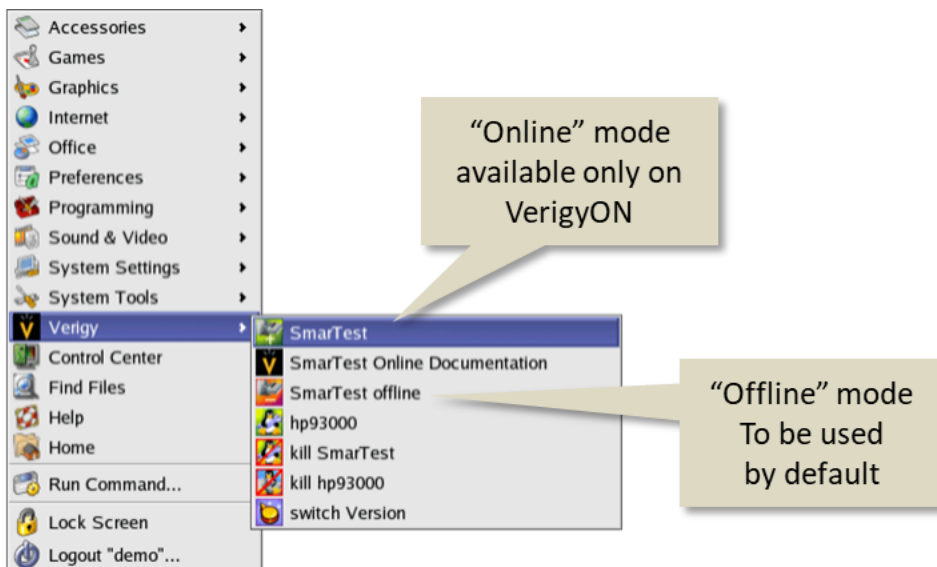 Accessories
Games
Graphics
Internet
Office
Preferences
Programming
Sound & Video
System Settings
System Tools
Verigy
Control Center
Find Files
Help
Home
Run Command...
Lock Screen
Logout "demo"...
SmarTest
SmarTest Online Documentation
SmarTest offline
hp93000
kill SmarTest
kill hp93000
switch Version
“Online” mode
available only on
VerigyON
“Offline” mode
To be used
by default